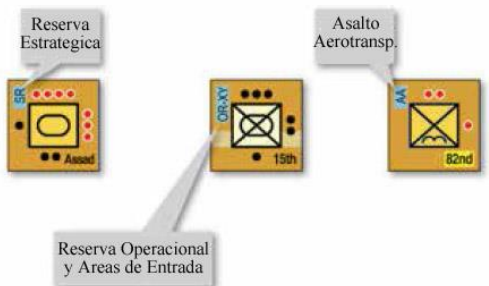 Reserva
Estrategica
Asalto
Aerotransp.
SR
Assad
OR-XY
15th
AA
82nd
Reserva Operacional
y Areas de Entrada